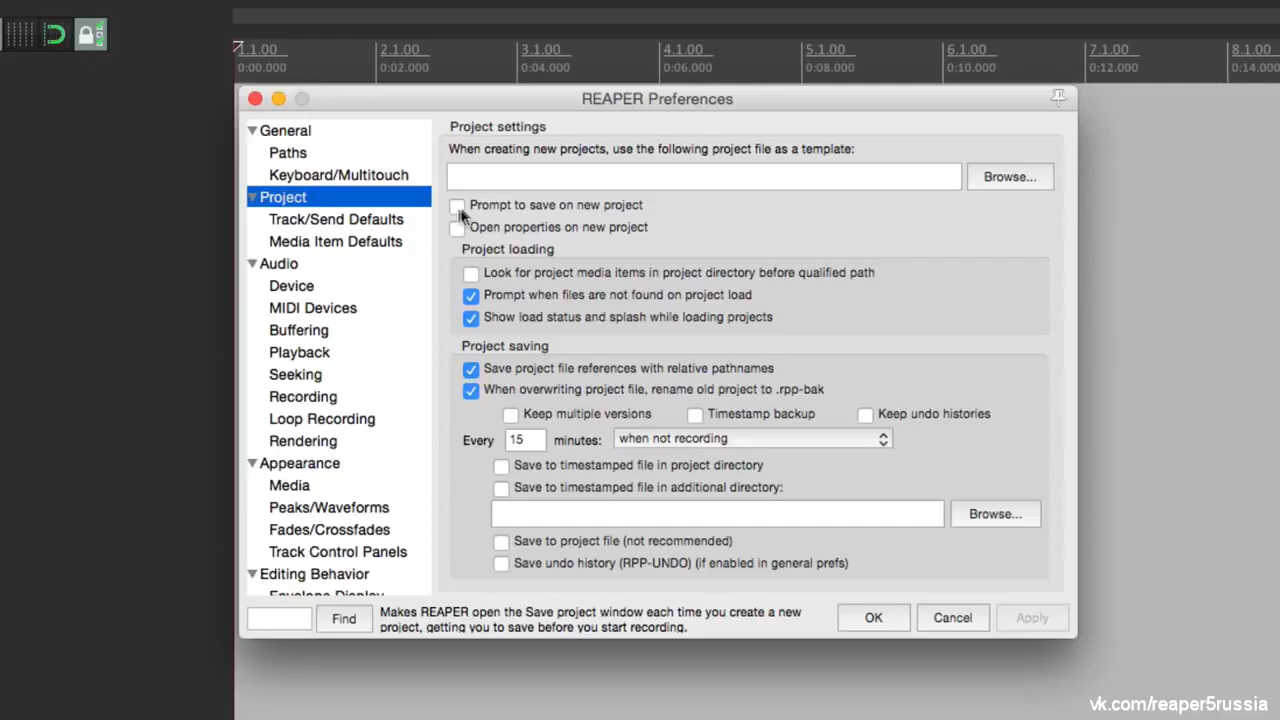 1.1.00 2.1.00 3.1.00 4.1.00 5.1.00 6.1.00 7.1.00 8.1.00
0:00.000 0:02.000 0:04.000 0:06.000 0:08.000 0:10.000 0:12.000 0:14.000
REAPER Preferences
General
Paths
Keyboard/Multitouch
Project
Track/Send Defaults
Media Item Defaults
Audio
Device
MIDI Devices
Buffering
Playback
Seeking
Recording
Loop Recording
Rendering
Appearance
Media
Peaks/Waveforms
Fades/Crossfades
Track Control Panels
Editing Behavior
Envelope Display
Project settings
When creating new projects, use the following project file as a template:
Browse...
Prompt to save on new project
Open properties on new project
Project loading
Look for project media items in project directory before qualified path
Prompt when files are not found on project load
Show load status and splash while loading projects
Project saving
Save project file references with relative pathnames
When overwriting project file, rename old project to .rpp-bak
Keep multiple versions Timestamp backup Keep undo histories
Every 15 minutes: when not recording
Save to timestamped file in project directory
Save to timestamped file in additional directory:
Browse...
Save to project file (not recommended)
Save undo history (RPP-UNDO) (if enabled in general prefs)
Find
Makes REAPER open the Save project window each time you create a new
project, getting you to save before you start recording.
OK Cancel Apply
vk.com/reaper5russia